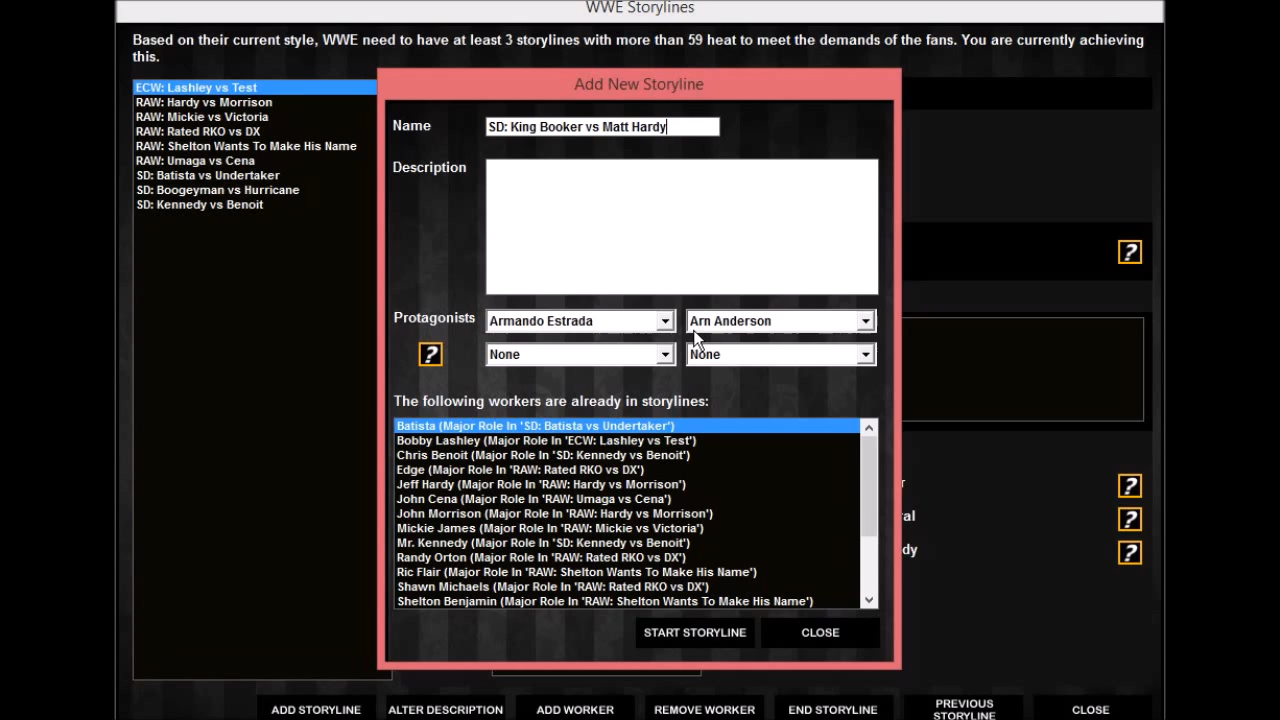 WWE Storylines
Based on their current style, WWE need to have at least 3 storylines with more than 59 heat to meet the demands of the fans. You are currently achieving
this.
ECW: Lashley vs Test
RAW: Hardy vs Morrison
RAW: Mickie vs Victoria
RAW: Rated RKO vs DX
RAW: Shelton Wants To Make His Name
RAW: Umaga vs Cena
SD: Batista vs Undertaker
SD: Boogeyman vs Hurricane
SD: Kennedy vs Benoit
Add New Storyline
Name
SD: King Booker vs Matt Hardy
Description
Protagonists
Armando Estrada
Arn Anderson
?
None
None
The following workers are already in storylines:
Batista (Major Role In 'SD: Batista vs Undertaker')
Bobby Lashley (Major Role In 'ECW: Lashley vs Test')
Chris Benoit (Major Role In 'SD: Kennedy vs Benoit')
Edge (Major Role In 'RAW: Rated RKO vs DX')
Jeff Hardy (Major Role In 'RAW: Hardy vs Morrison')
John Cena (Major Role In 'RAW: Umaga vs Cena')
John Morrison (Major Role In 'RAW: Hardy vs Morrison')
Mickie James (Major Role In 'RAW: Mickie vs Victoria')
Mr. Kennedy (Major Role In 'SD: Kennedy vs Benoit')
Randy Orton (Major Role In 'RAW: Rated RKO vs DX')
Ric Flair (Major Role In 'RAW: Shelton Wants To Make His Name')
Shawn Michaels (Major Role In 'RAW: Rated RKO vs DX')
Shelton Benjamin (Major Role In 'RAW: Shelton Wants To Make His Name')
START STORYLINE
CLOSE
?
r
?
al
?
dy
?
ADD STORYLINE
ALTER DESCRIPTION
ADD WORKER
REMOVE WORKER
END STORYLINE
PREVIOUS
STORYLINE
CLOSE